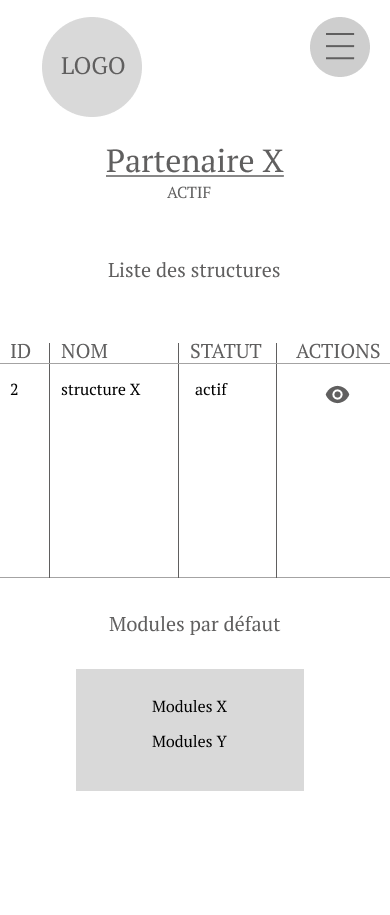 LOGO
Partenaire X
ACTIF
Liste des structures
ID NOM STATUT ACTIONS
2 structure X actif
Modules par défaut
Modules X
Modules Y